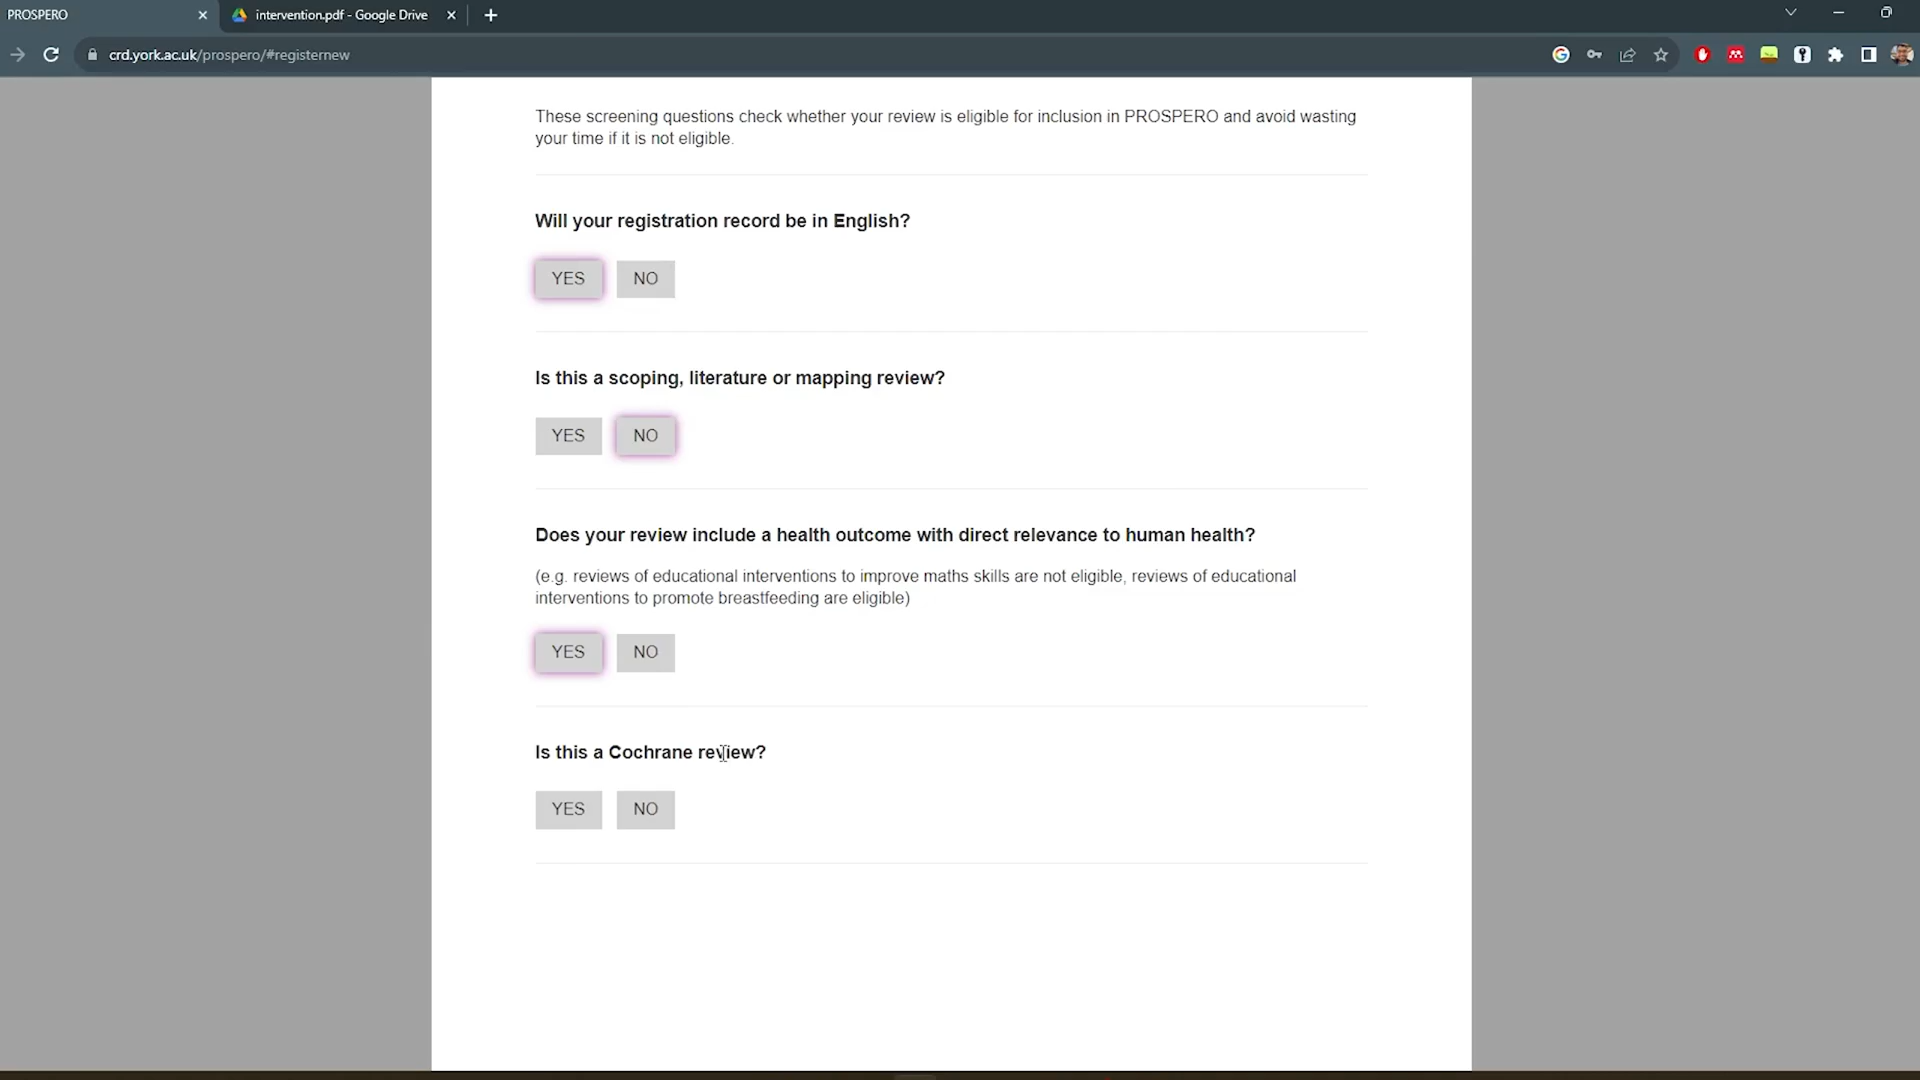 PROSPERO
intervention.pdf - Google Drive
crd.york.ac.uk/prospero/#registernew
These screening questions check whether your review is eligible for inclusion in PROSPERO and avoid wasting
your time if it is not eligible.
Will your registration record be in English?
YES NO
Is this a scoping, literature or mapping review?
YES NO
Does your review include a health outcome with direct relevance to human health?
(e.g. reviews of educational interventions to improve maths skills are not eligible, reviews of educational
interventions to promote breastfeeding are eligible)
YES NO
Is this a Cochrane review?
YES NO